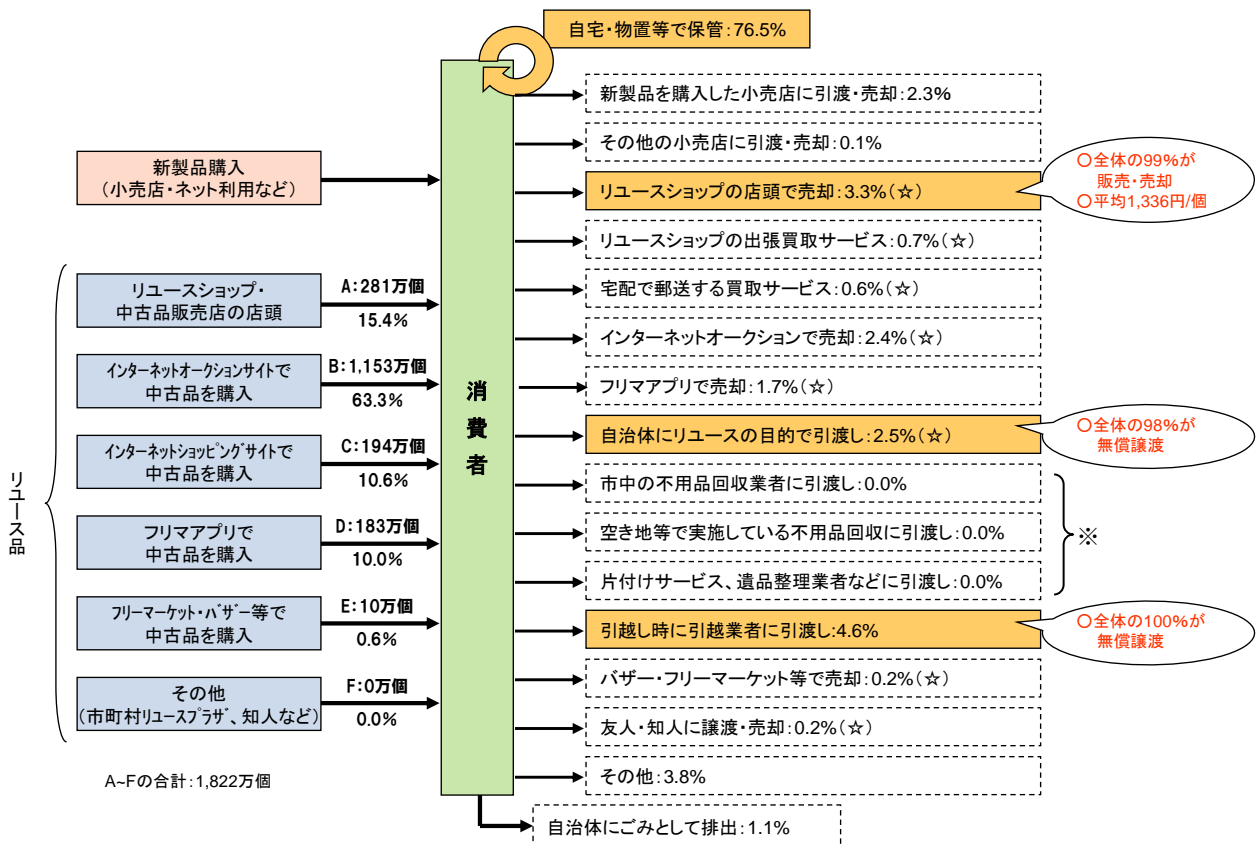 自宅・物置等で保管：76.5%
新製品購入
（小売店・ネット利用など）
リユース品
リユースショップ・
中古品販売店の店頭
A：281万個
15.4%
インターネットオークションサイトで
中古品を購入
B：1,153万個
63.3%
インターネットショッピングサイトで
中古品を購入
C：194万個
10.6%
フリマアプリで
中古品を購入
D：183万個
10.0%
フリーマーケット・バザー等で
中古品を購入
E：10万個
0.6%
その他
（市町村リユースプラザ、知人など）
F：0万個
0.0%
A~Fの合計：1,822万個
消費者
新製品を購入した小売店に引渡・売却：2.3%
その他の小売店に引渡・売却：0.1%
リユースショップの店頭で売却：3.3%（☆）
○全体の99%が
販売・売却
○平均1,336円/個
リユースショップの出張買取サービス：0.7%（☆）
宅配で郵送する買取サービス：0.6%（☆）
インターネットオークションで売却：2.4%（☆）
フリマアプリで売却：1.7%（☆）
自治体にリユースの目的で引渡し：2.5%（☆）
○全体の98%が
無償譲渡
市中の不用品回収業者に引渡し：0.0%
空き地等で実施している不用品回収に引渡し：0.0%
片付けサービス、遺品整理業者などに引渡し：0.0%
※
引越し時に引越業者に引渡し：4.6%
○全体の100%が
無償譲渡
バザー・フリーマーケット等で売却：0.2%（☆）
友人・知人に譲渡・売却：0.2%（☆）
その他：3.8%
自治体にごみとして排出：1.1%